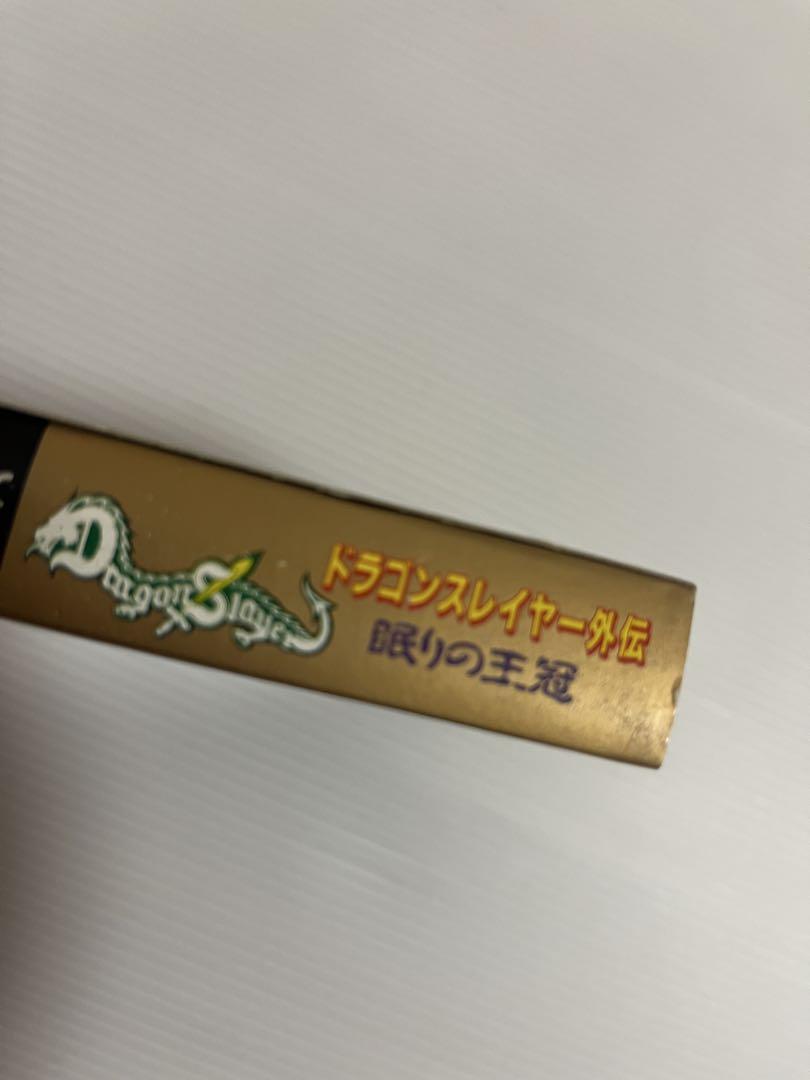 Dragon Slayer
ドラゴンスレイヤー外伝
眠りの王冠